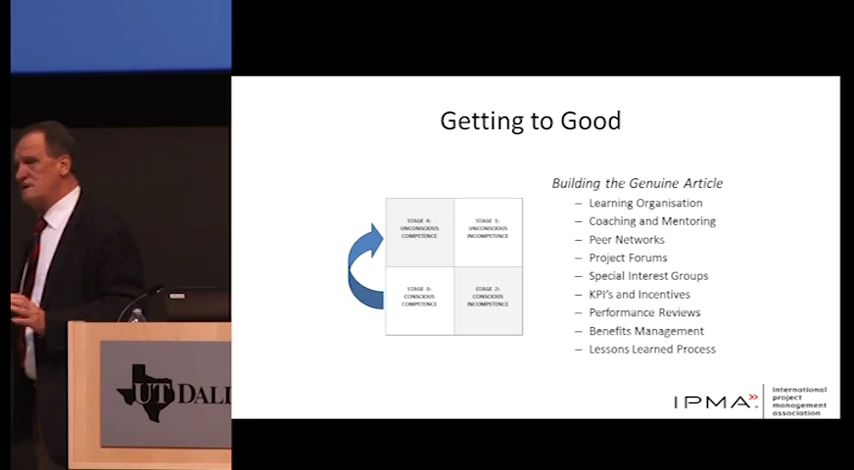 Getting to Good
Building the Genuine Article
– Learning Organisation
– Coaching and Mentoring
– Peer Networks
– Project Forums
– Special Interest Groups
– KPI's and Incentives
– Performance Reviews
– Benefits Management
– Lessons Learned Process
STAGE 4:
UNCONSCIOUS
COMPETENCE
STAGE 1:
UNCONSCIOUS
INCOMPETENCE
STAGE 3:
CONSCIOUS
COMPETENCE
STAGE 2:
CONSCIOUS
INCOMPETENCE
UT DALL
IPMA
international
project
management
association